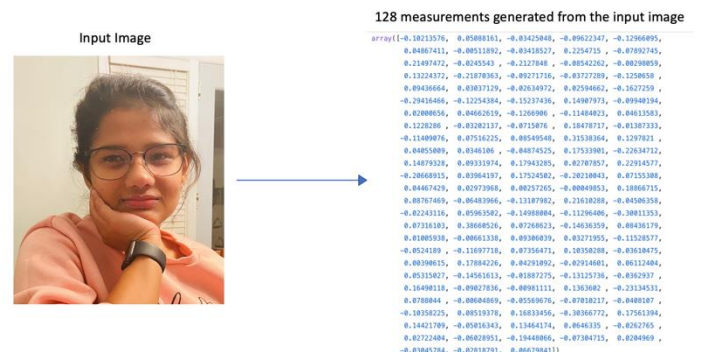 128 measurements generated from the input image
Input Image
array([-0.10213576, 0.05088161, -0.03425048, -0.09622347, -0.12966095,
0.04867411, -0.00511892, -0.03418527, 0.2254715 , -0.07892745,
0.21497472, -0.0245543 , -0.2127848 , -0.08542262, -0.00298059,
0.13224372, -0.21870363, -0.09271716, -0.03727289, -0.1250658 ,
0.09436664, 0.03037129, -0.02634972, 0.02594662, -0.1627259 ,
-0.29416466, -0.12254384, -0.15237436, 0.14907973, -0.09940194,
0.02000656, 0.04662619, -0.1266906 , -0.11484023, 0.04613583,
0.1228286 , -0.03202137, -0.0715076 , 0.18478717, -0.01387333,
-0.11409076, 0.07516225, 0.08549548, 0.31538364, 0.1297821 ,
0.04055009, 0.0346106 , -0.04874525, 0.17533901, -0.22634712,
0.14879328, 0.09331974, 0.17943285, 0.02707857, 0.22914577,
-0.20668915, 0.03964197, 0.17524502, -0.20210043, 0.07155308,
0.04467429, 0.02973968, 0.00257265, -0.00049853, 0.18866715,
0.08767469, -0.06483966, -0.13107982, 0.21610288, -0.04506358,
-0.02243116, 0.05963502, -0.14988004, -0.11296406, -0.30011353,
0.07316103, 0.38660526, 0.07268623, -0.14636359, 0.08436179,
0.01005938, -0.00661338, 0.09306039, 0.03271955, -0.11528577,
-0.0524189 , -0.11697718, 0.07356471, 0.10350288, -0.03610475,
0.00390615, 0.17884226, 0.04291092, -0.02914601, 0.06112404,
0.05315027, -0.14561613, -0.01887275, -0.13125736, -0.0362937 ,
0.16490118, -0.09027836, -0.00981111, 0.1363602 , -0.23134531,
0.0788044 , -0.00604869, -0.05569676, -0.07010217, -0.0408107 ,
-0.10358225, 0.08519378, 0.16833456, -0.30366772, 0.17561394,
0.14421709, -0.05016343, 0.13464174, 0.0646335 , -0.0262765 ,
0.02722404, -0.06028951, -0.19448066, -0.07304715, 0.0204969 ,
-0.03045784, -0.02818791, 0.06679841])